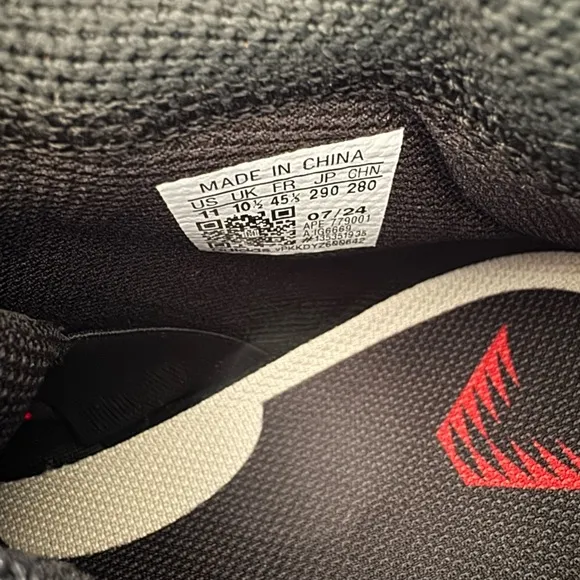 MADE IN CHINA
US UK FR JP CHN
11 10½ 45⅓ 290 280
07/24
APE 779001